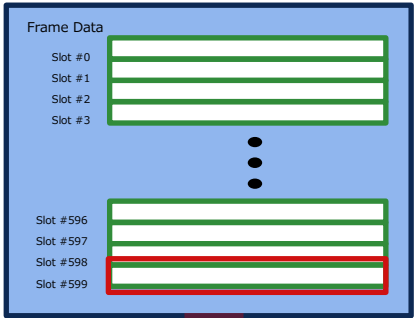 Frame Data
Slot #0
Slot #1
Slot #2
Slot #3
Slot #596
Slot #597
Slot #598
Slot #599